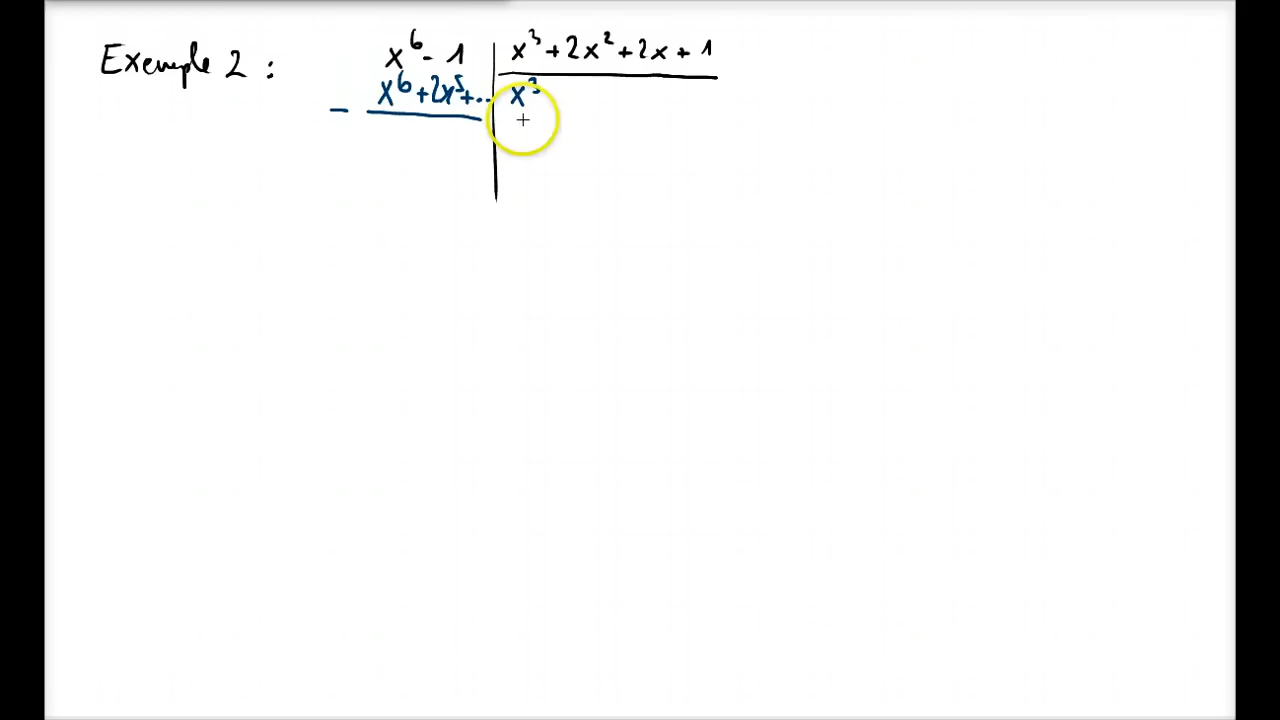 Exemple 2 : x⁶ - 1 | x³ + 2x² + 2x + 1
- x⁶ + 2x⁵ + .. | x³